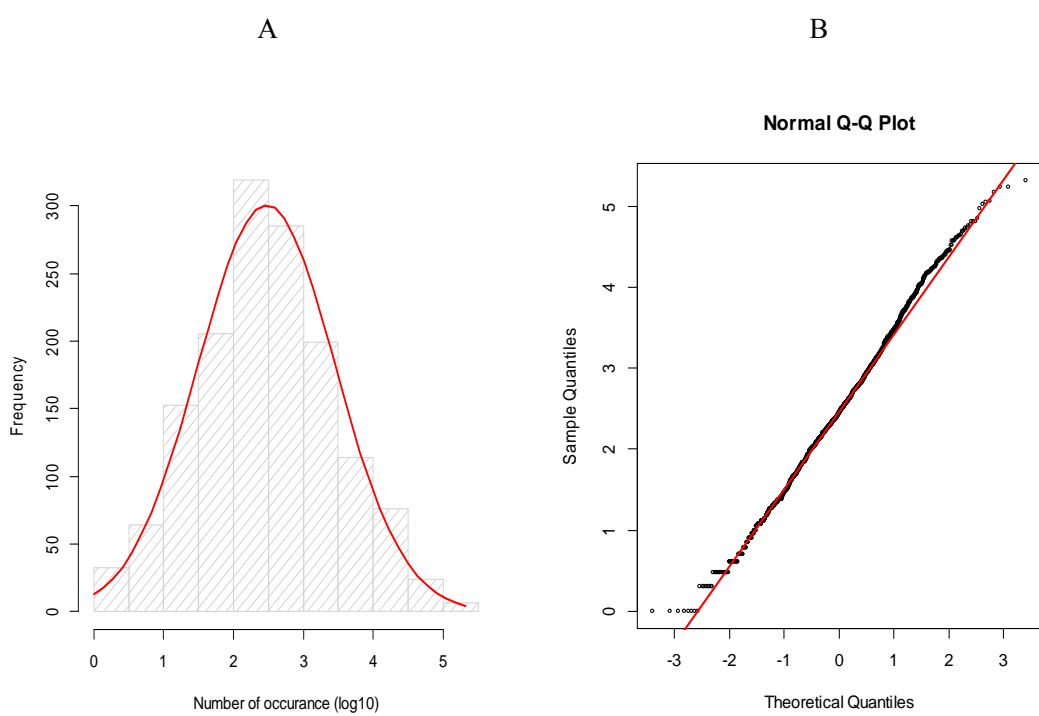 A
B
Normal Q-Q Plot
Frequency
0
50
100
150
200
250
300
0 1 2 3 4 5
Number of occurance (log10)
Sample Quantiles
0
1
2
3
4
5
-3 -2 -1 0 1 2 3
Theoretical Quantiles